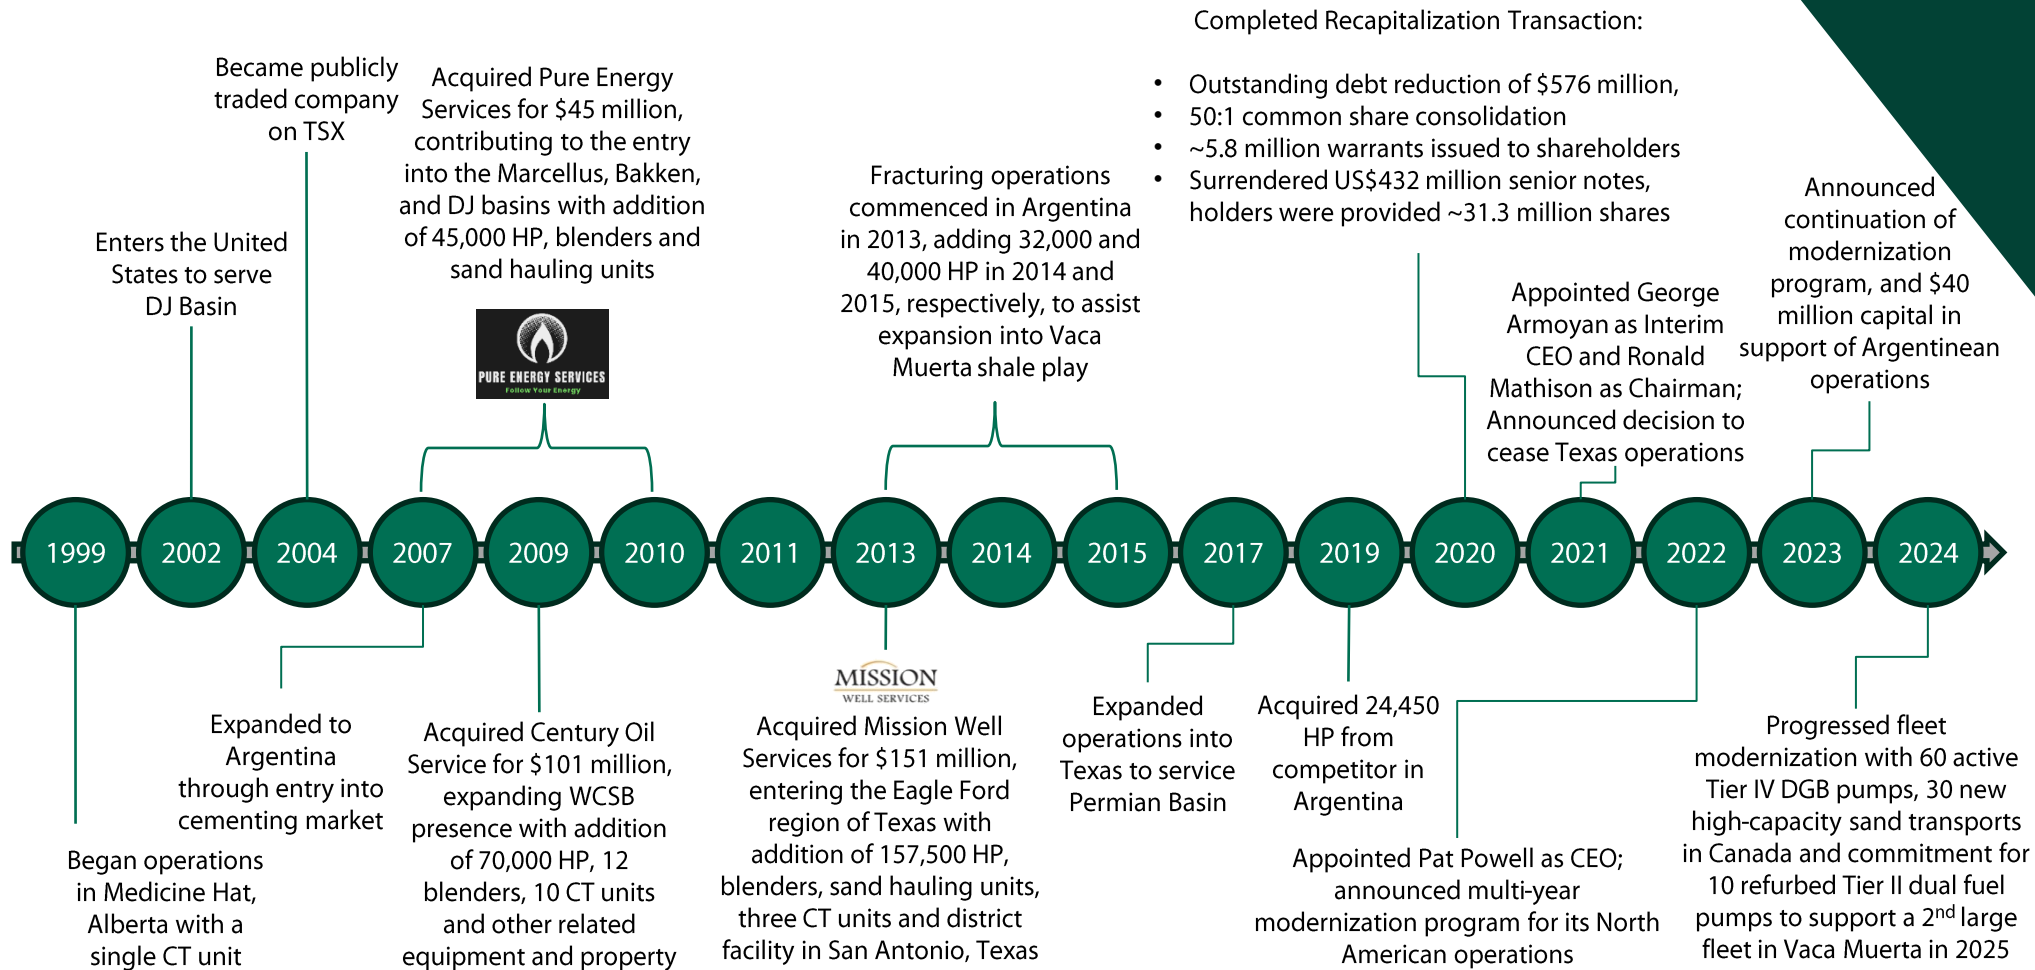 Completed Recapitalization Transaction:
• Outstanding debt reduction of $576 million,
• 50:1 common share consolidation
• ~5.8 million warrants issued to shareholders
• Surrendered US$432 million senior notes,
holders were provided ~31.3 million shares
Became publicly
traded company
on TSX
Acquired Pure Energy
Services for $45 million,
contributing to the entry
into the Marcellus, Bakken,
and DJ basins with addition
of 45,000 HP, blenders and
sand hauling units
PURE ENERGY SERVICES
Follow Your Energy
Fracturing operations
commenced in Argentina
in 2013, adding 32,000 and
40,000 HP in 2014 and
2015, respectively, to assist
expansion into Vaca
Muerta shale play
Enters the United
States to serve
DJ Basin
Appointed George
Armoyan as Interim
CEO and Ronald
Mathison as Chairman;
Announced decision to
cease Texas operations
Announced
continuation of
modernization
program, and $40
million capital in
support of Argentinean
operations
1999
2002
2004
2007
2009
2010
2011
2013
2014
2015
2017
2019
2020
2021
2022
2023
2024
Began operations
in Medicine Hat,
Alberta with a
single CT unit
Expanded to
Argentina
through entry into
cementing market
Acquired Century Oil
Service for $101 million,
expanding WCSB
presence with addition
of 70,000 HP, 12
blenders, 10 CT units
and other related
equipment and property
MISSION
WELL SERVICES
Acquired Mission Well
Services for $151 million,
entering the Eagle Ford
region of Texas with
addition of 157,500 HP,
blenders, sand hauling units,
three CT units and district
facility in San Antonio, Texas
Expanded
operations into
Texas to service
Permian Basin
Acquired 24,450
HP from
competitor in
Argentina
Appointed Pat Powell as CEO;
announced multi-year
modernization program for its North
American operations
Progressed fleet
modernization with 60 active
Tier IV DGB pumps, 30 new
high-capacity sand transports
in Canada and commitment for
10 refurbed Tier II dual fuel
pumps to support a 2nd large
fleet in Vaca Muerta in 2025